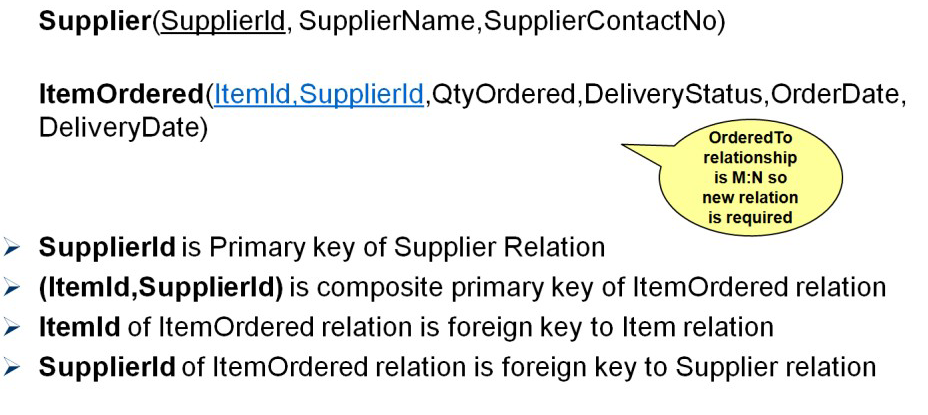 Supplier(SupplierId, SupplierName,SupplierContactNo)
ItemOrdered(ItemId,SupplierId,QtyOrdered,DeliveryStatus,OrderDate,
DeliveryDate)
OrderedTo
relationship
is M:N so
new relation
is required
SupplierId is Primary key of Supplier Relation
(ItemId,SupplierId) is composite primary key of ItemOrdered relation
ItemId of ItemOrdered relation is foreign key to Item relation
SupplierId of ItemOrdered relation is foreign key to Supplier relation